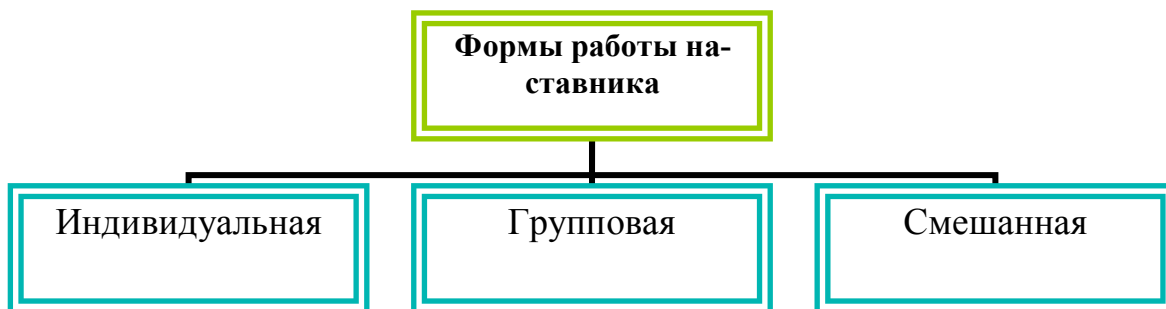 Формы работы на-
ставника
Индивидуальная
Групповая
Смешанная